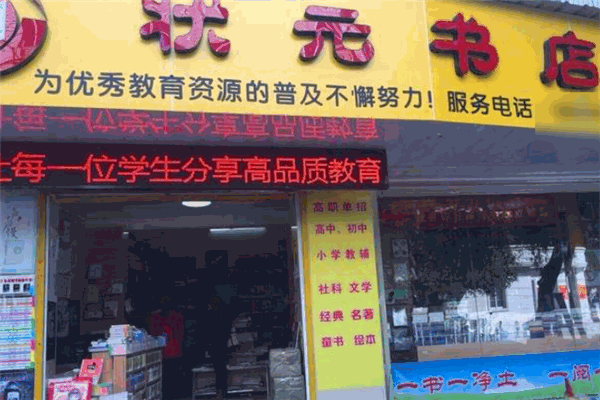 状元书店
为优秀教育资源的普及不懈努力！服务电话
让每一位学生分享高品质教育
高职单招
高中、初中
小学教辅
社科 文学
经典 名著
童书 绘本
一书一净土 一阅一